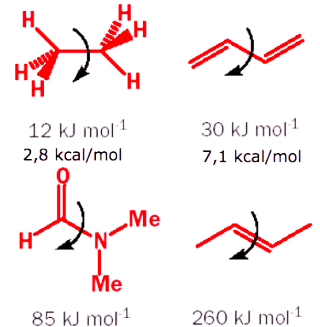 H
H
H
H
H
H
12 kJ mol⁻¹
30 kJ mol⁻¹
2,8 kcal/mol
7,1 kcal/mol
O
H
N
Me
Me
85 kJ mol⁻¹
260 kJ mol⁻¹